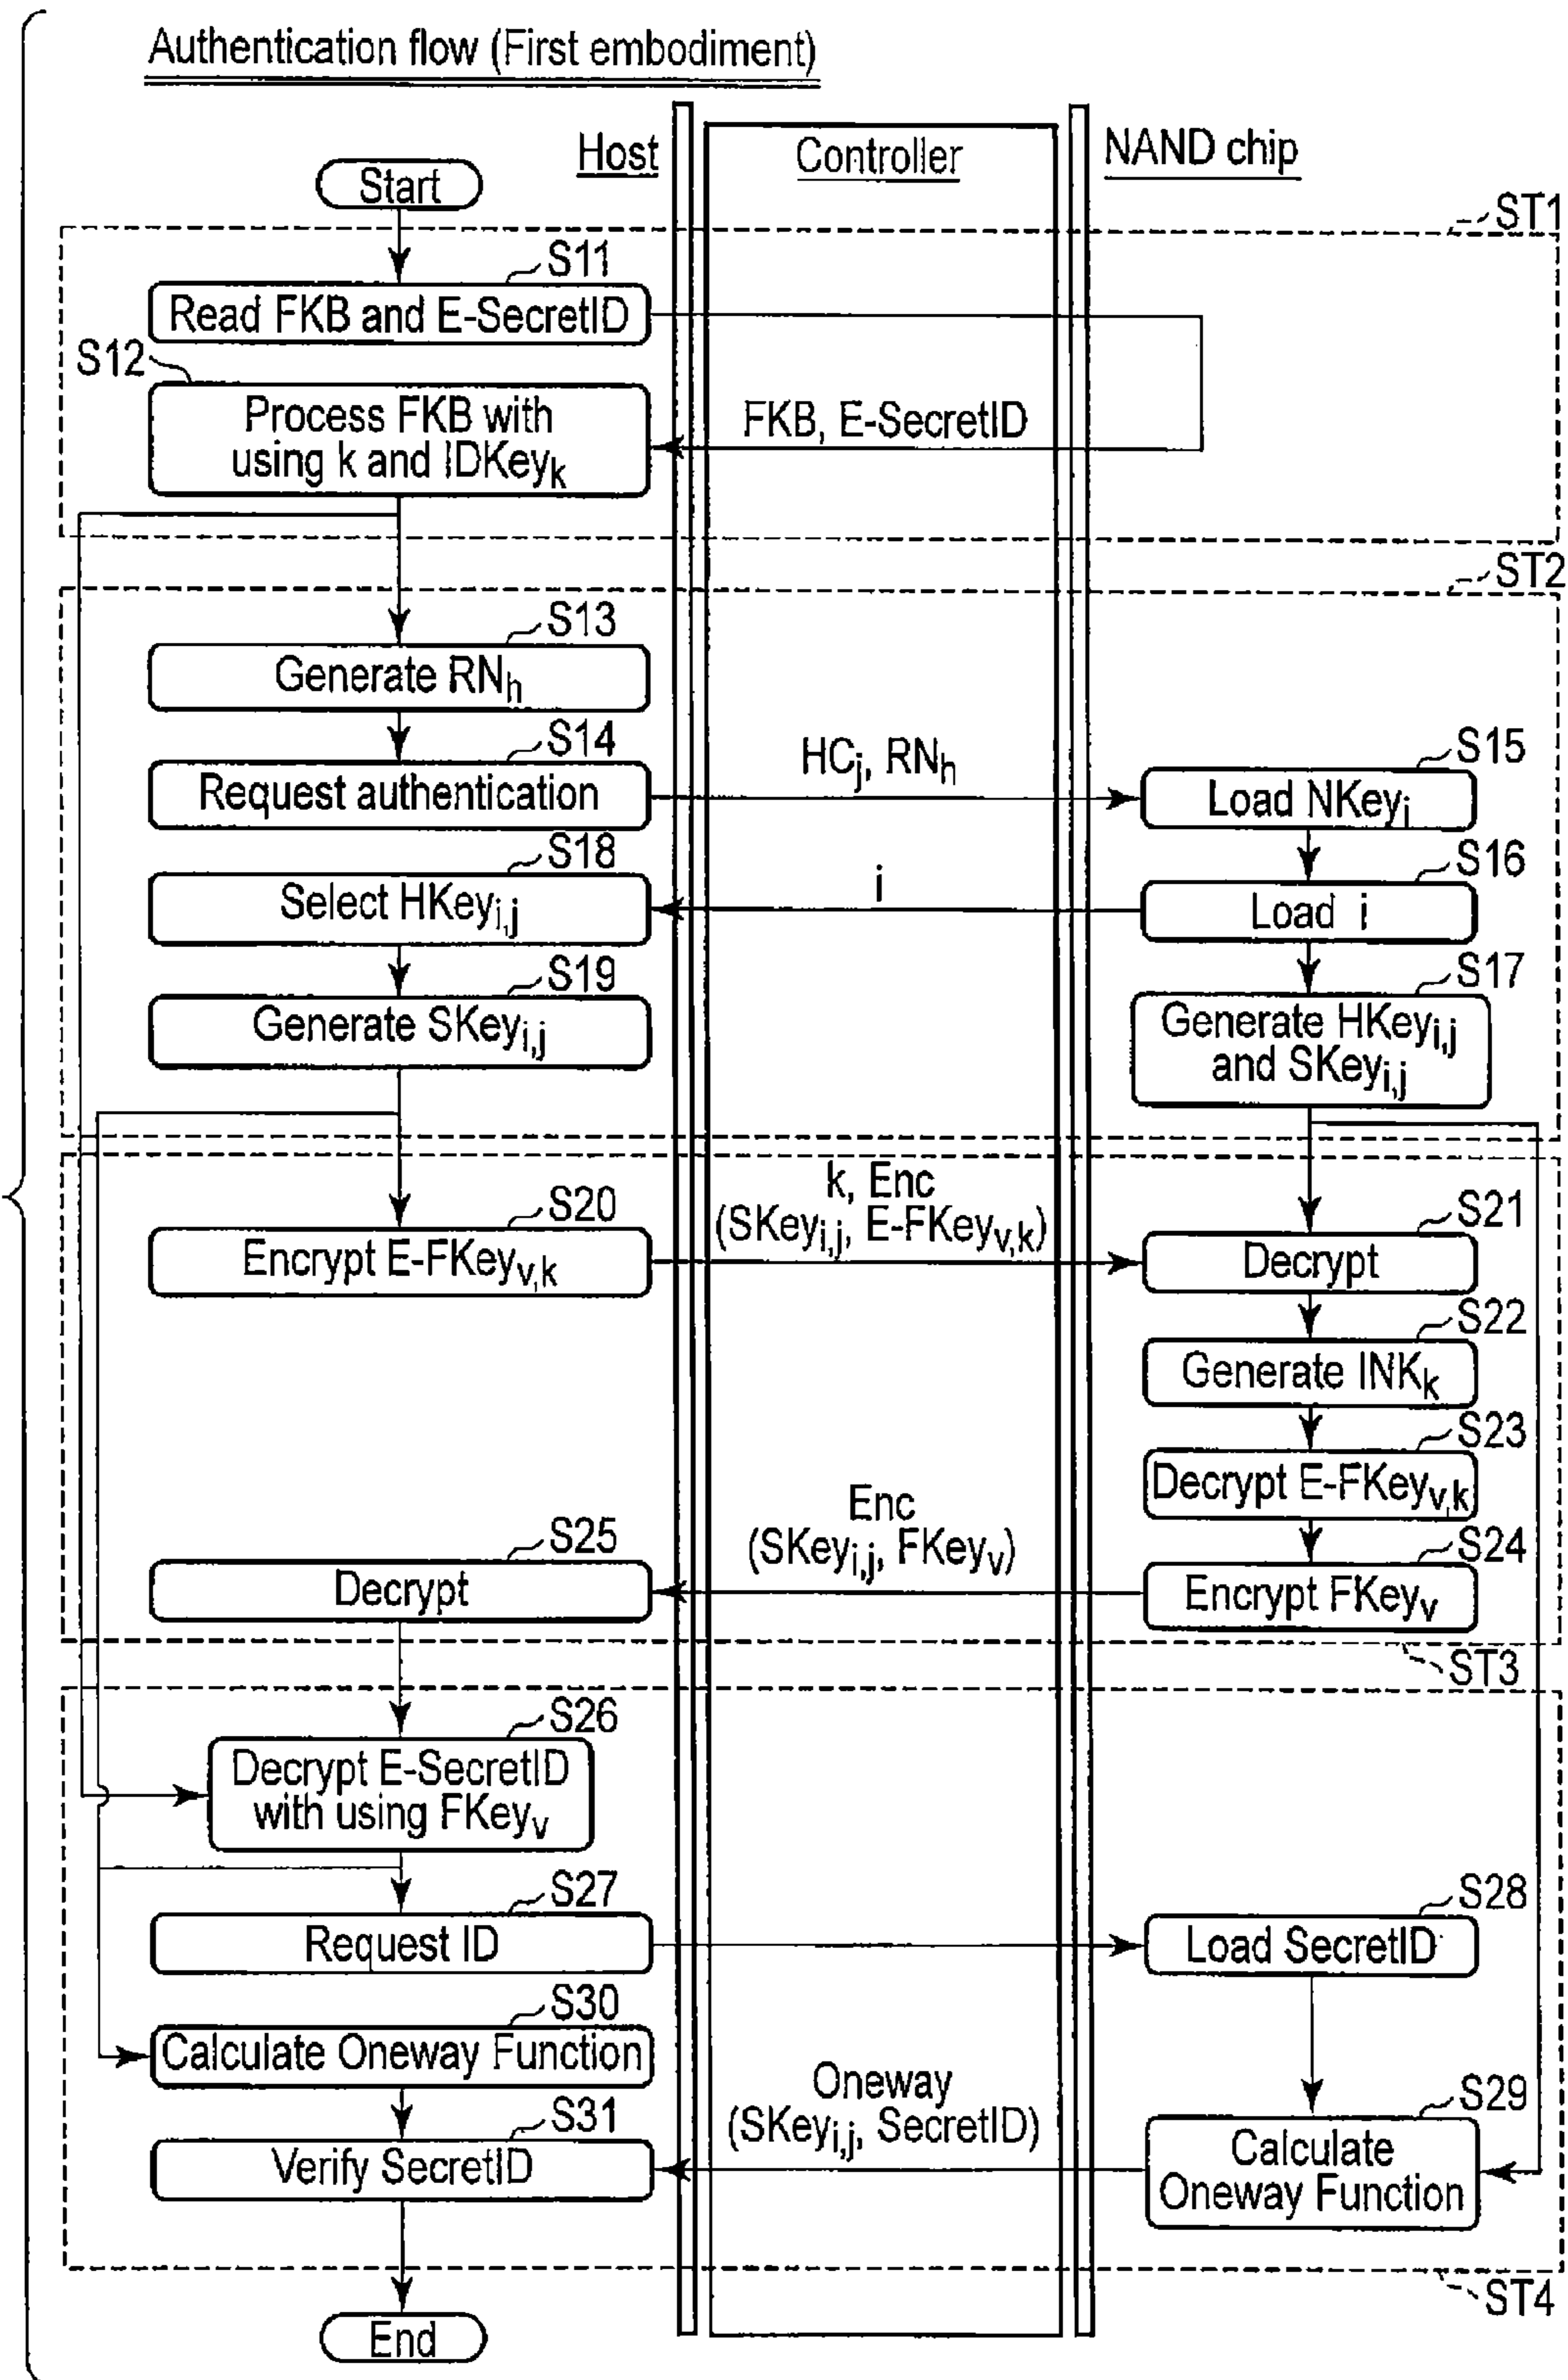 Authentication flow (First embodiment)
Host
Controller
NAND chip
Start
ST1
S11
Read FKB and E-SecretID
S12
Process FKB with
using k and IDKeyk
FKB, E-SecretID
ST2
S13
Generate RNh
S14
Request authentication
HCj, RNh
S15
Load NKeyi
S18
Select HKeyi,j
i
S16
Load i
S19
Generate SKeyi,j
S17
Generate HKeyi,j
and SKeyi,j
S20
Encrypt E-FKeyv,k
k, Enc
(SKeyi,j, E-FKeyv,k)
S21
Decrypt
S22
Generate INKk
S23
Decrypt E-FKeyv,k
S25
Decrypt
Enc
(SKeyi,j, FKeyv)
S24
Encrypt FKeyv
ST3
S26
Decrypt E-SecretID
with using FKeyv
S27
Request ID
S28
Load SecretID
S30
Calculate Oneway Function
S31
Verify SecretID
Oneway
(SKeyi,j, SecretID)
S29
Calculate
Oneway Function
ST4
End